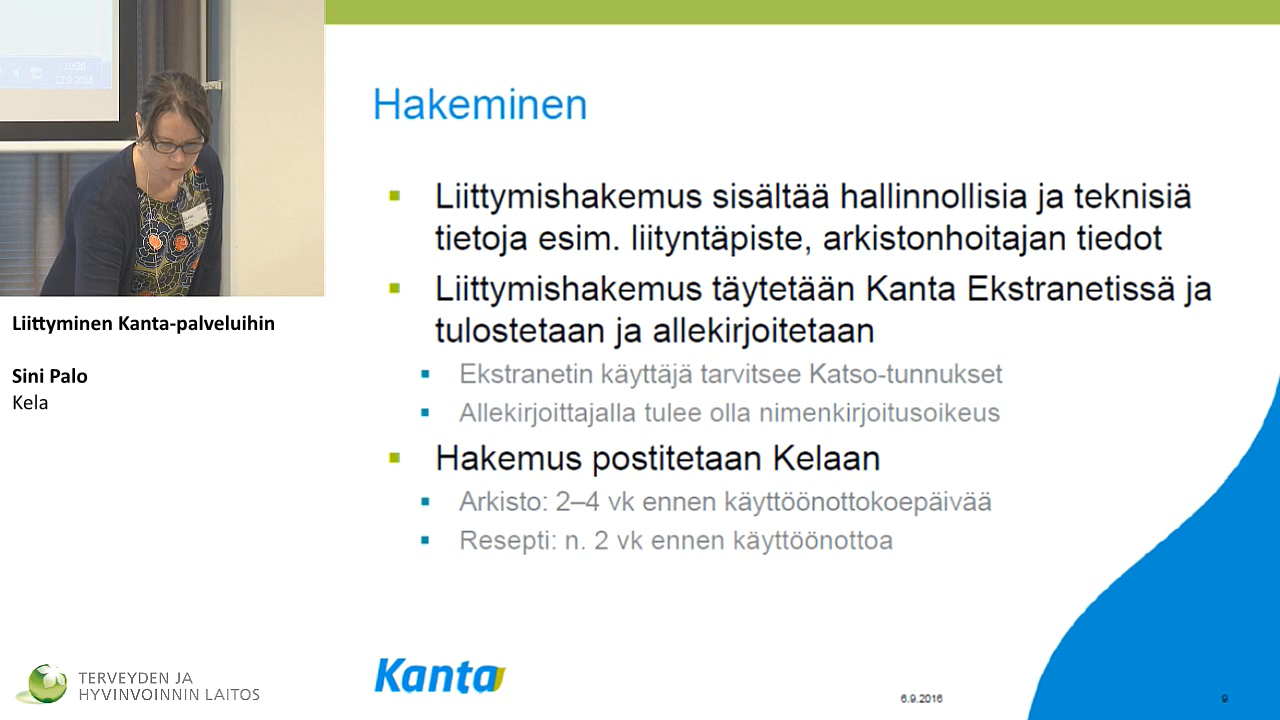 Hakeminen
Liittymishakemus sisältää hallinnollisia ja teknisiä
tietoja esim. liityntäpiste, arkistonhoitajan tiedot
Liittymishakemus täytetään Kanta Ekstranetissä ja
tulostetaan ja allekirjoitetaan
Ekstranetin käyttäjä tarvitsee Katso-tunnukset
Allekirjoittajalla tulee olla nimenkirjoitusoikeus
Hakemus postitetaan Kelaan
Arkisto: 2–4 vk ennen käyttöönottokoepäivää
Resepti: n. 2 vk ennen käyttöönottoa
Liittyminen Kanta-palveluihin
Sini Palo
Kela
TERVEYDEN JA
HYVINVOINNIN LAITOS
Kanta
6.9.2016
9